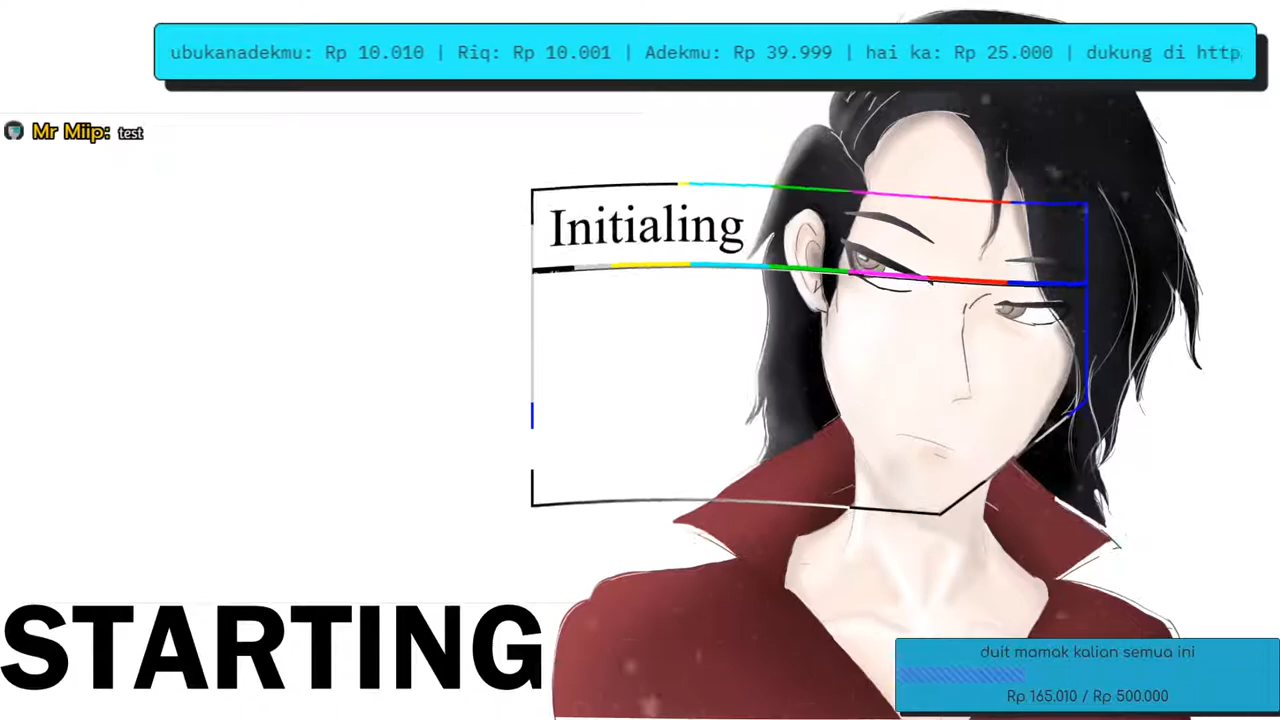 ubukanadekmu: Rp 10.010 | Riq: Rp 10.001 | Adekmu: Rp 39.999 | hai ka: Rp 25.000 | dukung di http
Mr Miip: test
Initialing
STARTING
duit mamak kalian semua ini
Rp 165.010 / Rp 500.000